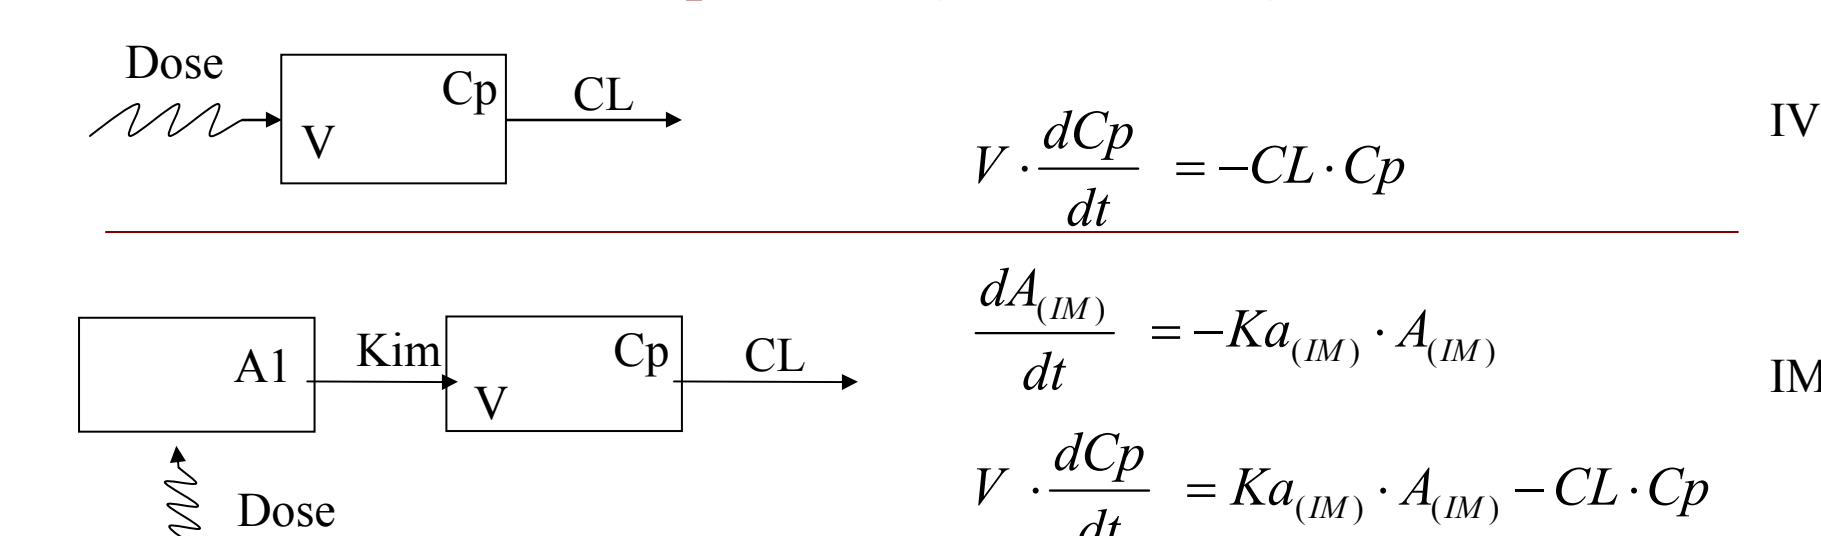 Dose
Cp
CL
V
V · dCp/dt = −CL · Cp
IV
A1
Kim
Cp
CL
V
Dose
dA(IM)/dt = −Ka(IM) · A(IM)
IM
V · dCp/dt = Ka(IM) · A(IM) − CL · Cp